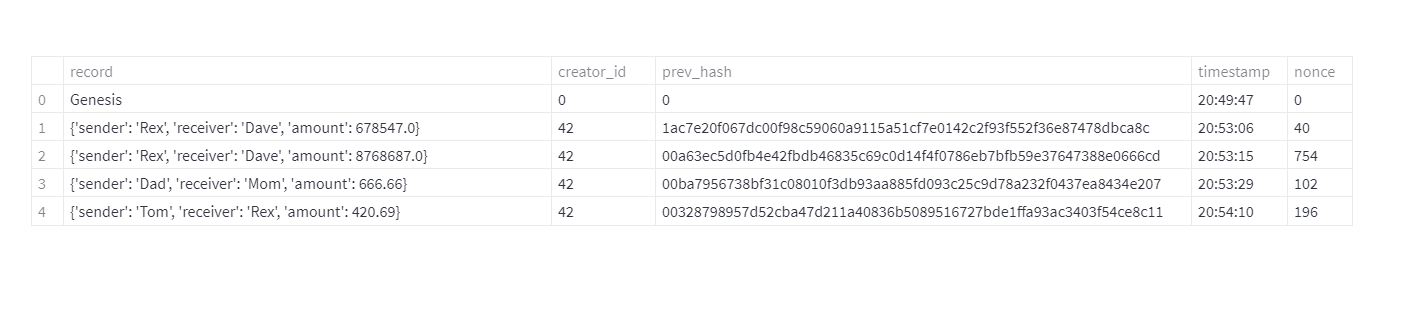 record creator_id prev_hash timestamp nonce
0 Genesis 0 0 20:49:47 0
1 {'sender': 'Rex', 'receiver': 'Dave', 'amount': 678547.0} 42 1ac7e20f067dc00f98c59060a9115a51cf7e0142c2f93f552f36e87478dbca8c 20:53:06 40
2 {'sender': 'Rex', 'receiver': 'Dave', 'amount': 8768687.0} 42 00a63ec5d0fb4e42fbdb46835c69c0d14f4f0786eb7bfb59e37647388e0666cd 20:53:15 754
3 {'sender': 'Dad', 'receiver': 'Mom', 'amount': 666.66} 42 00ba7956738bf31c08010f3db93aa885fd093c25c9d78a232f0437ea8434e207 20:53:29 102
4 {'sender': 'Tom', 'receiver': 'Rex', 'amount': 420.69} 42 00328798957d52cba47d211a40836b5089516727bde1ffa93ac3403f54ce8c11 20:54:10 196